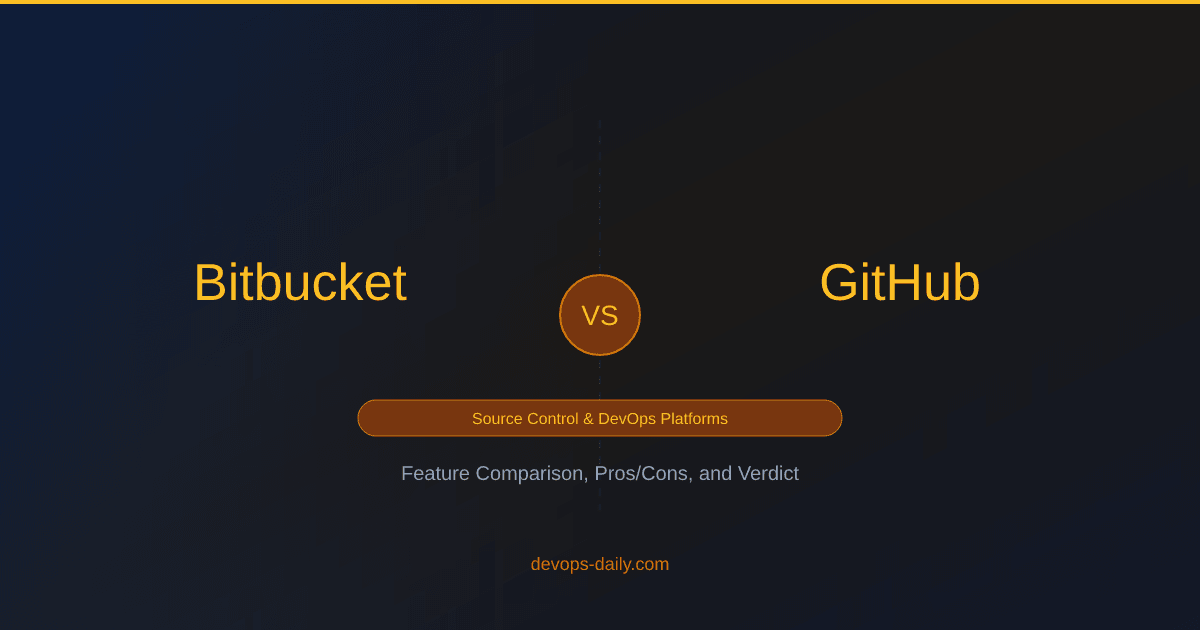 Bitbucket
VS
GitHub
Source Control & DevOps Platforms
Feature Comparison, Pros/Cons, and Verdict
devops-daily.com